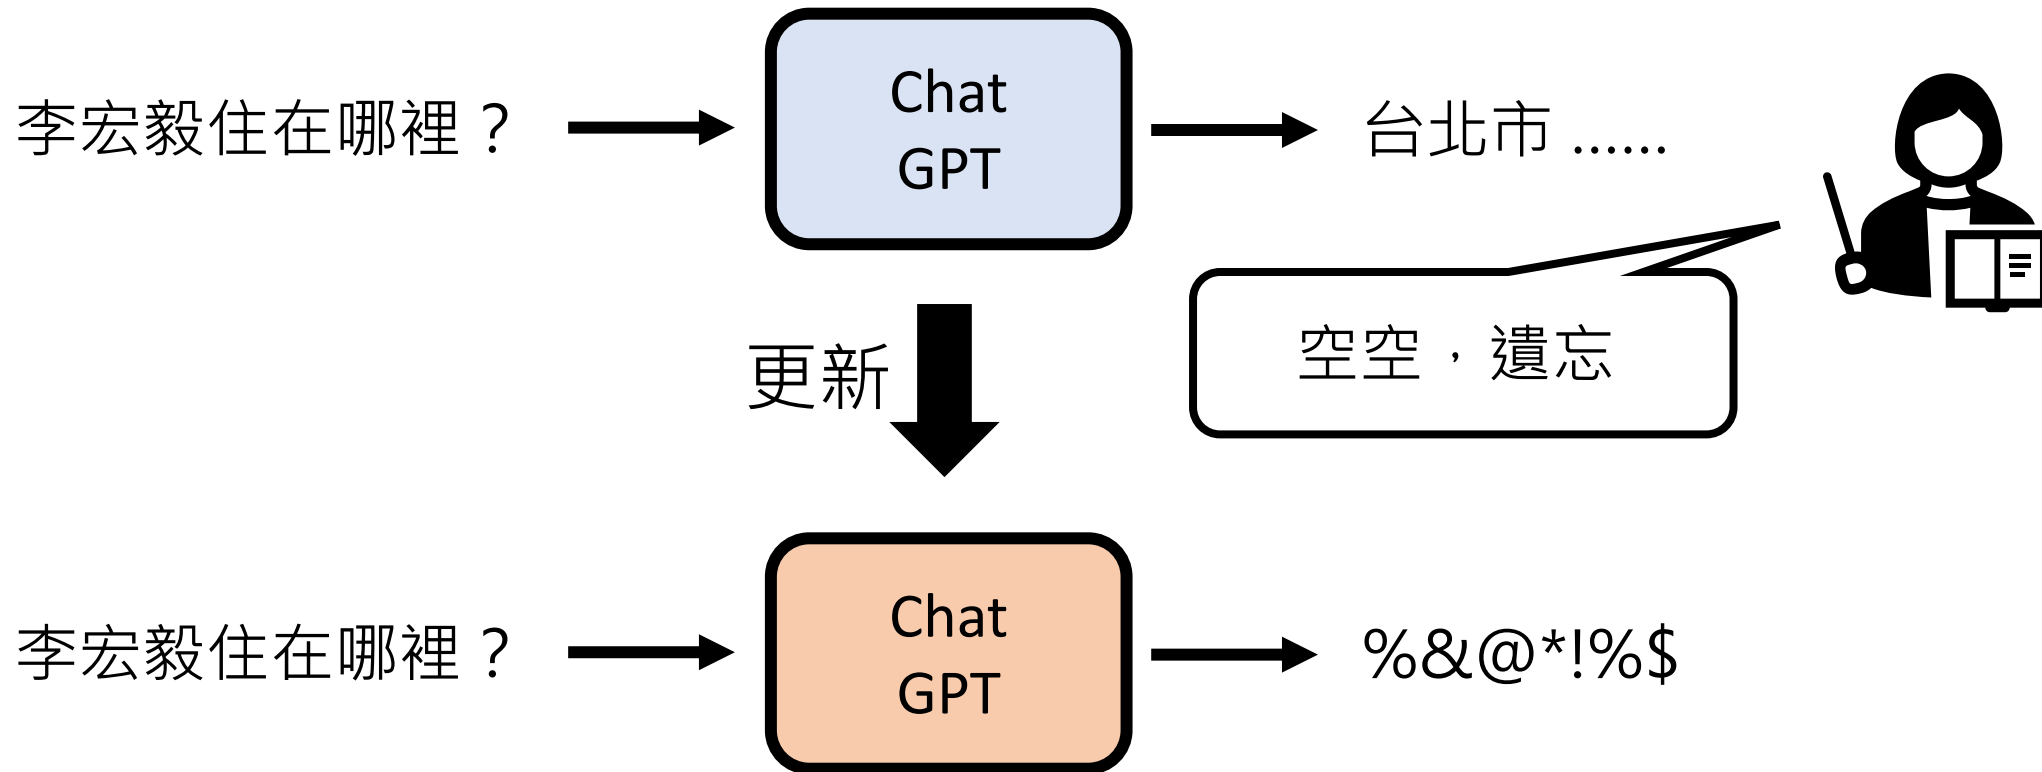 李宏毅住在哪裡？
Chat
GPT
台北市 ……
空空，遺忘
更新
李宏毅住在哪裡？
Chat
GPT
%&@*!%$